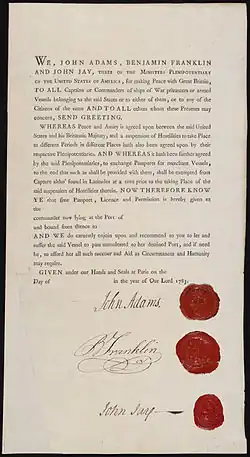 WE, JOHN ADAMS, BENJAMIN FRANKLIN
AND JOHN JAY, THREE OF THE MINISTERS PLENIPOTENTIARY
OF THE UNITED STATES OF AMERICA, for making PEACE with GREAT BRITAIN,
TO ALL Captains or Commanders of ships of War privateers or armed
Vessels belonging to the said States or to either of them, or to any of the
Citizens of the same AND TO ALL others whom these Presents may
concern, SEND GREETING.
WHEREAS Peace and Amity is agreed upon between the said United
States and his Britannic Majesty, and a suspension of Hostilities to take Place
at different Periods in different Places hath also been agreed upon by their
respective Plenipotentiaries. AND WHEREAS it hath been further agreed
by the said Plenipotentiaries, to exchange Passports for merchant Vessels,
to the end that such as shall be provided with them, shall be exempted from
Capture altho' found in Latitudes at a time prior to the taking Place of the
said suspension of Hostilities therein. NOW THEREFORE KNOW
YE that free Passport, Licence and Permission is hereby given to
the
commander now lying at the Port of
and bound from thence to
AND WE do earnestly enjoin upon and recommend to you to let and
suffer the said Vessel to pass unmolested to her destined Port, and if need
be, to afford her all such succour and Aid as Circumstances and Humanity
may require.
GIVEN under our Hands and Seals at Paris on the
Day of in the year of Our Lord 1783.
John Adams.
B Franklin
John Jay